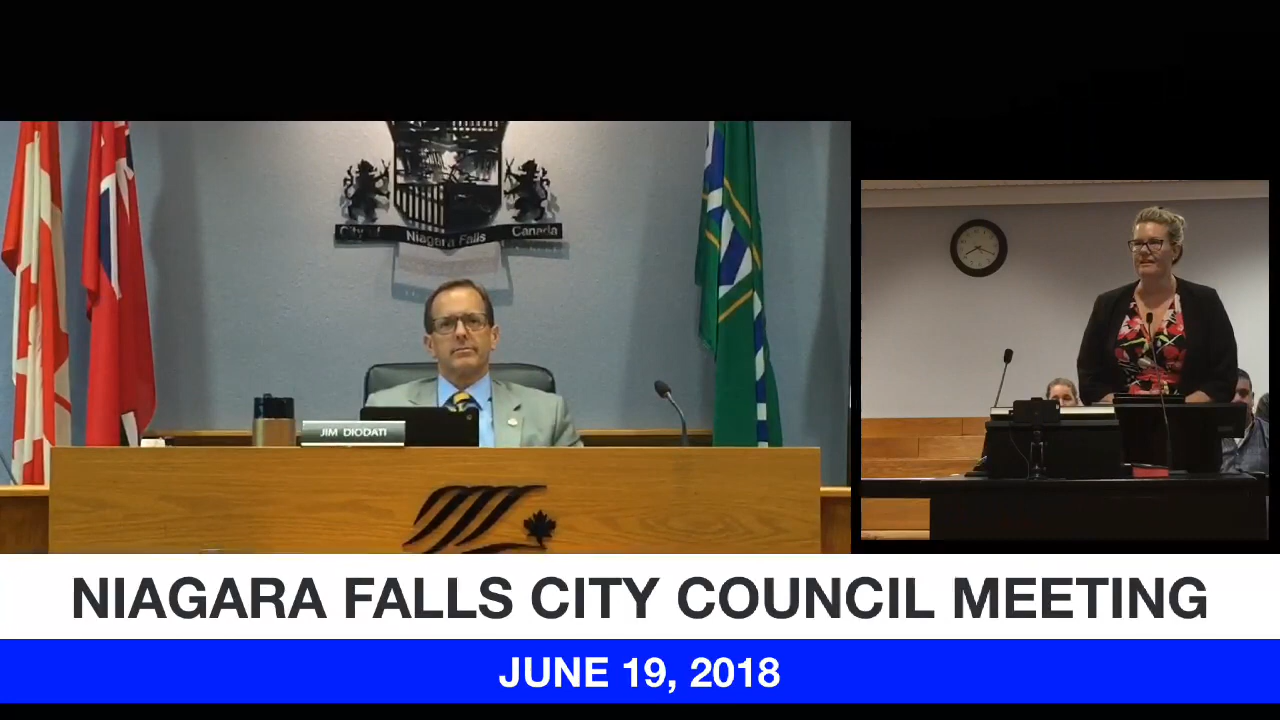 City of Niagara Falls Canada
JIM DIODATI
NIAGARA FALLS CITY COUNCIL MEETING
JUNE 19, 2018